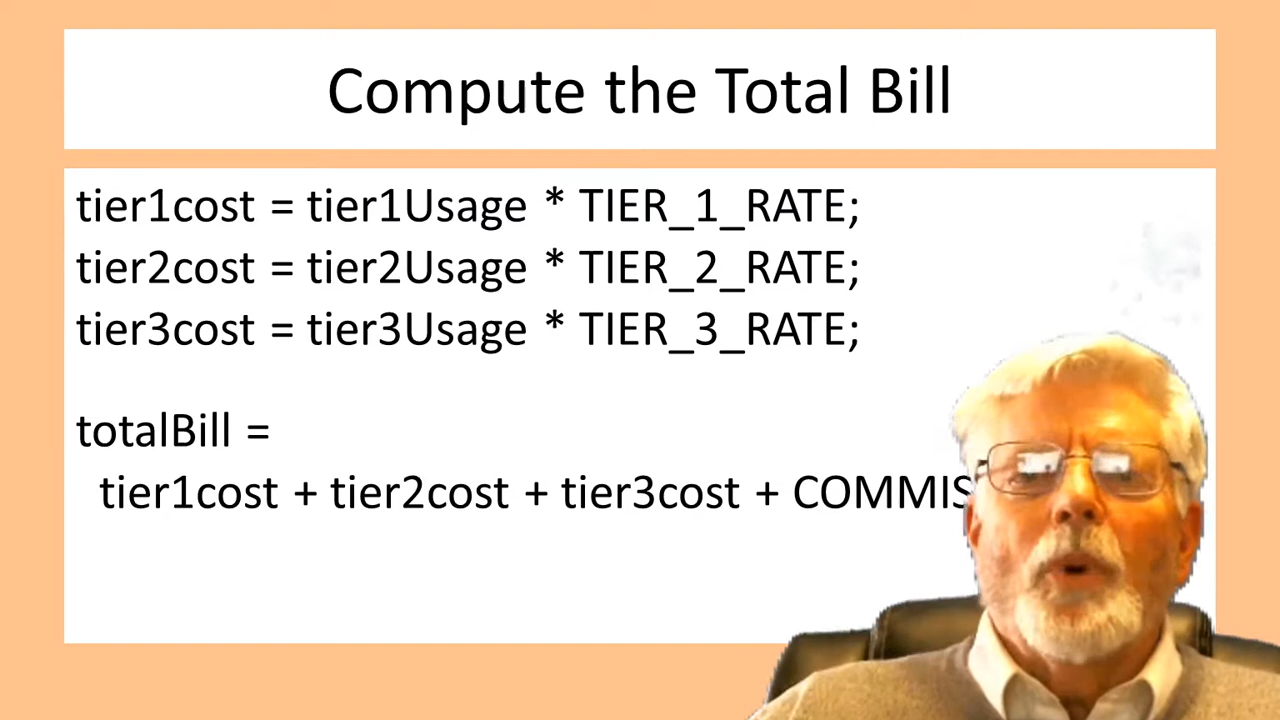 Compute the Total Bill
tier1cost = tier1Usage * TIER_1_RATE;
tier2cost = tier2Usage * TIER_2_RATE;
tier3cost = tier3Usage * TIER_3_RATE;
totalBill =
tier1cost + tier2cost + tier3cost + COMMIS